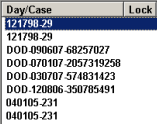 Day/Case Lock
121798-29
121798-29
DOD-090607-68257027
DOD-070107-2057319258
DOD-030707-574831423
DOD-120806-350785491
040105-231
040105-231